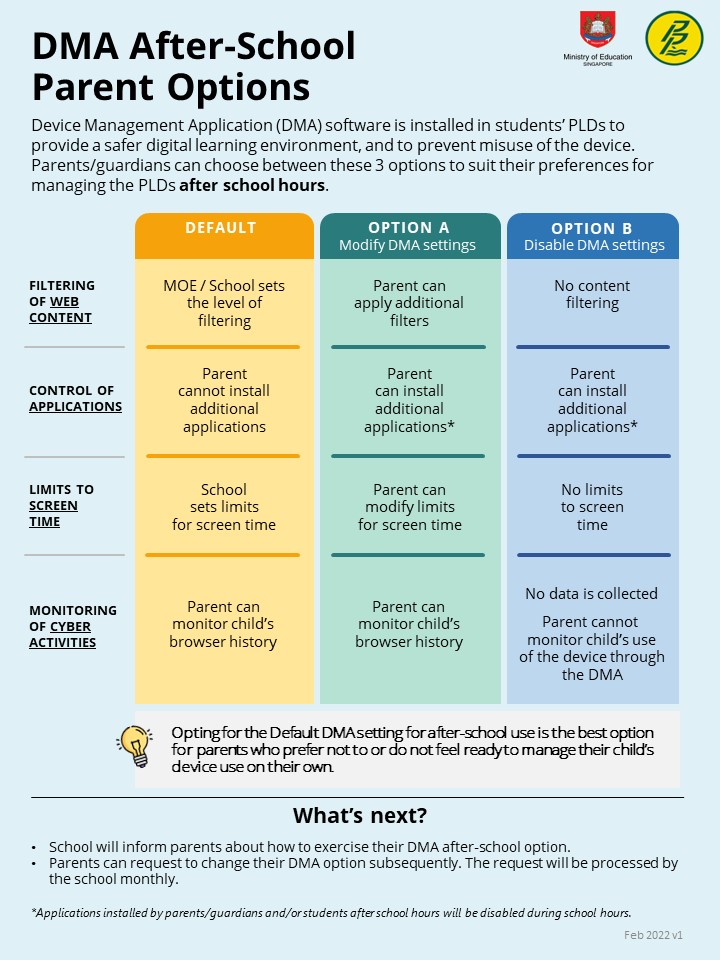 DMA After-School
Parent Options
Ministry of Education
SINGAPORE
Device Management Application (DMA) software is installed in students’ PLDs to
provide a safer digital learning environment, and to prevent misuse of the device.
Parents/guardians can choose between these 3 options to suit their preferences for
managing the PLDs after school hours.
DEFAULT
OPTION A
Modify DMA settings
OPTION B
Disable DMA settings
FILTERING
OF WEB
CONTENT
MOE / School sets
the level of
filtering
Parent can
apply additional
filters
No content
filtering
CONTROL OF
APPLICATIONS
Parent
cannot install
additional
applications
Parent
can install
additional
applications*
Parent
can install
additional
applications*
LIMITS TO
SCREEN
TIME
School
sets limits
for screen time
Parent can
modify limits
for screen time
No limits
to screen
time
MONITORING
OF CYBER
ACTIVITIES
Parent can
monitor child’s
browser history
Parent can
monitor child’s
browser history
No data is collected
Parent cannot
monitor child’s use
of the device through
the DMA
Opting for the Default DMA setting for after-school use is the best option
for parents who prefer not to or do not feel ready to manage their child’s
device use on their own.
What’s next?
• School will inform parents about how to exercise their DMA after-school option.
• Parents can request to change their DMA option subsequently. The request will be processed by
the school monthly.
*Applications installed by parents/guardians and/or students after school hours will be disabled during school hours.
Feb 2022 v1